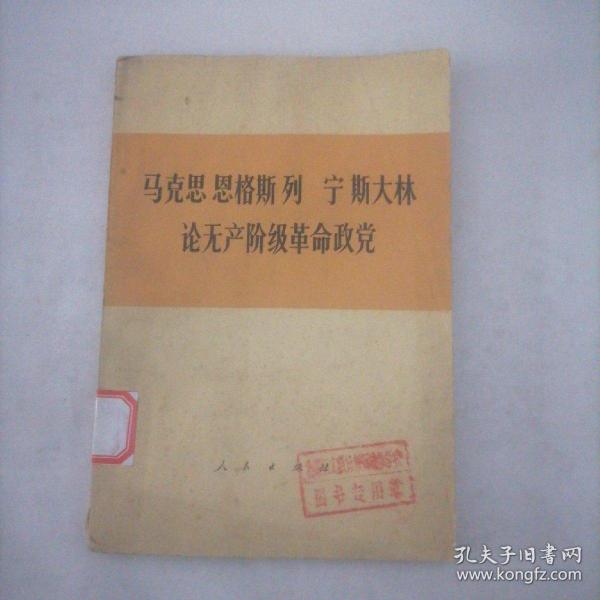 马克思 恩格斯 列 宁 斯大林
论无产阶级革命政党
人民出版社
图书专用章
孔夫子旧书网
www.kongfz.com